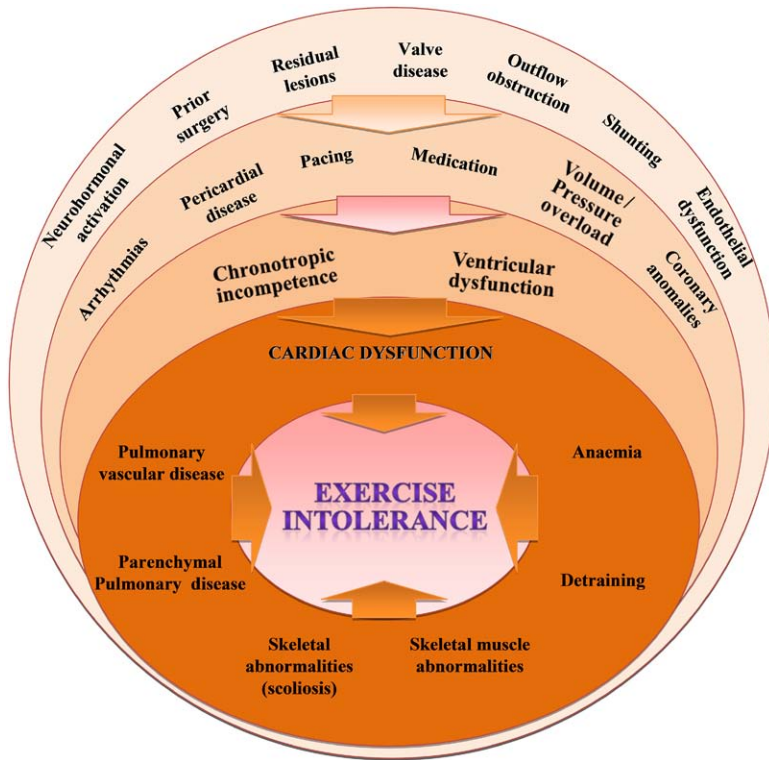 Neurohormonal
activation
Prior
surgery
Residual
lesions
Valve
disease
Outflow
obstruction
Shunting
Endothelial
dysfunction
Arrhythmias
Pericardial
disease
Pacing
Medication
Volume /
Pressure
overload
Coronary
anomalies
Chronotropic
incompetence
Ventricular
dysfunction
CARDIAC DYSFUNCTION
Pulmonary
vascular disease
Anaemia
EXERCISE
INTOLERANCE
Parenchymal
Pulmonary disease
Detraining
Skeletal
abnormalities
(scoliosis)
Skeletal muscle
abnormalities